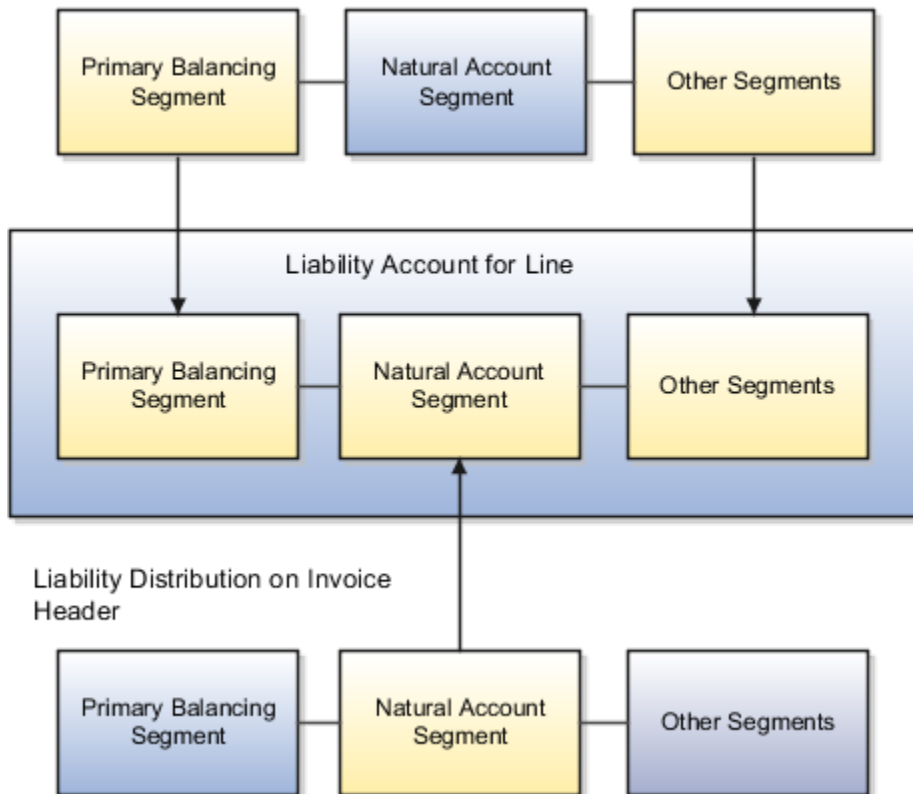 Primary Balancing
Segment
Natural Account
Segment
Other Segments
Liability Account for Line
Primary Balancing
Segment
Natural Account
Segment
Other Segments
Liability Distribution on Invoice
Header
Primary Balancing
Segment
Natural Account
Segment
Other Segments